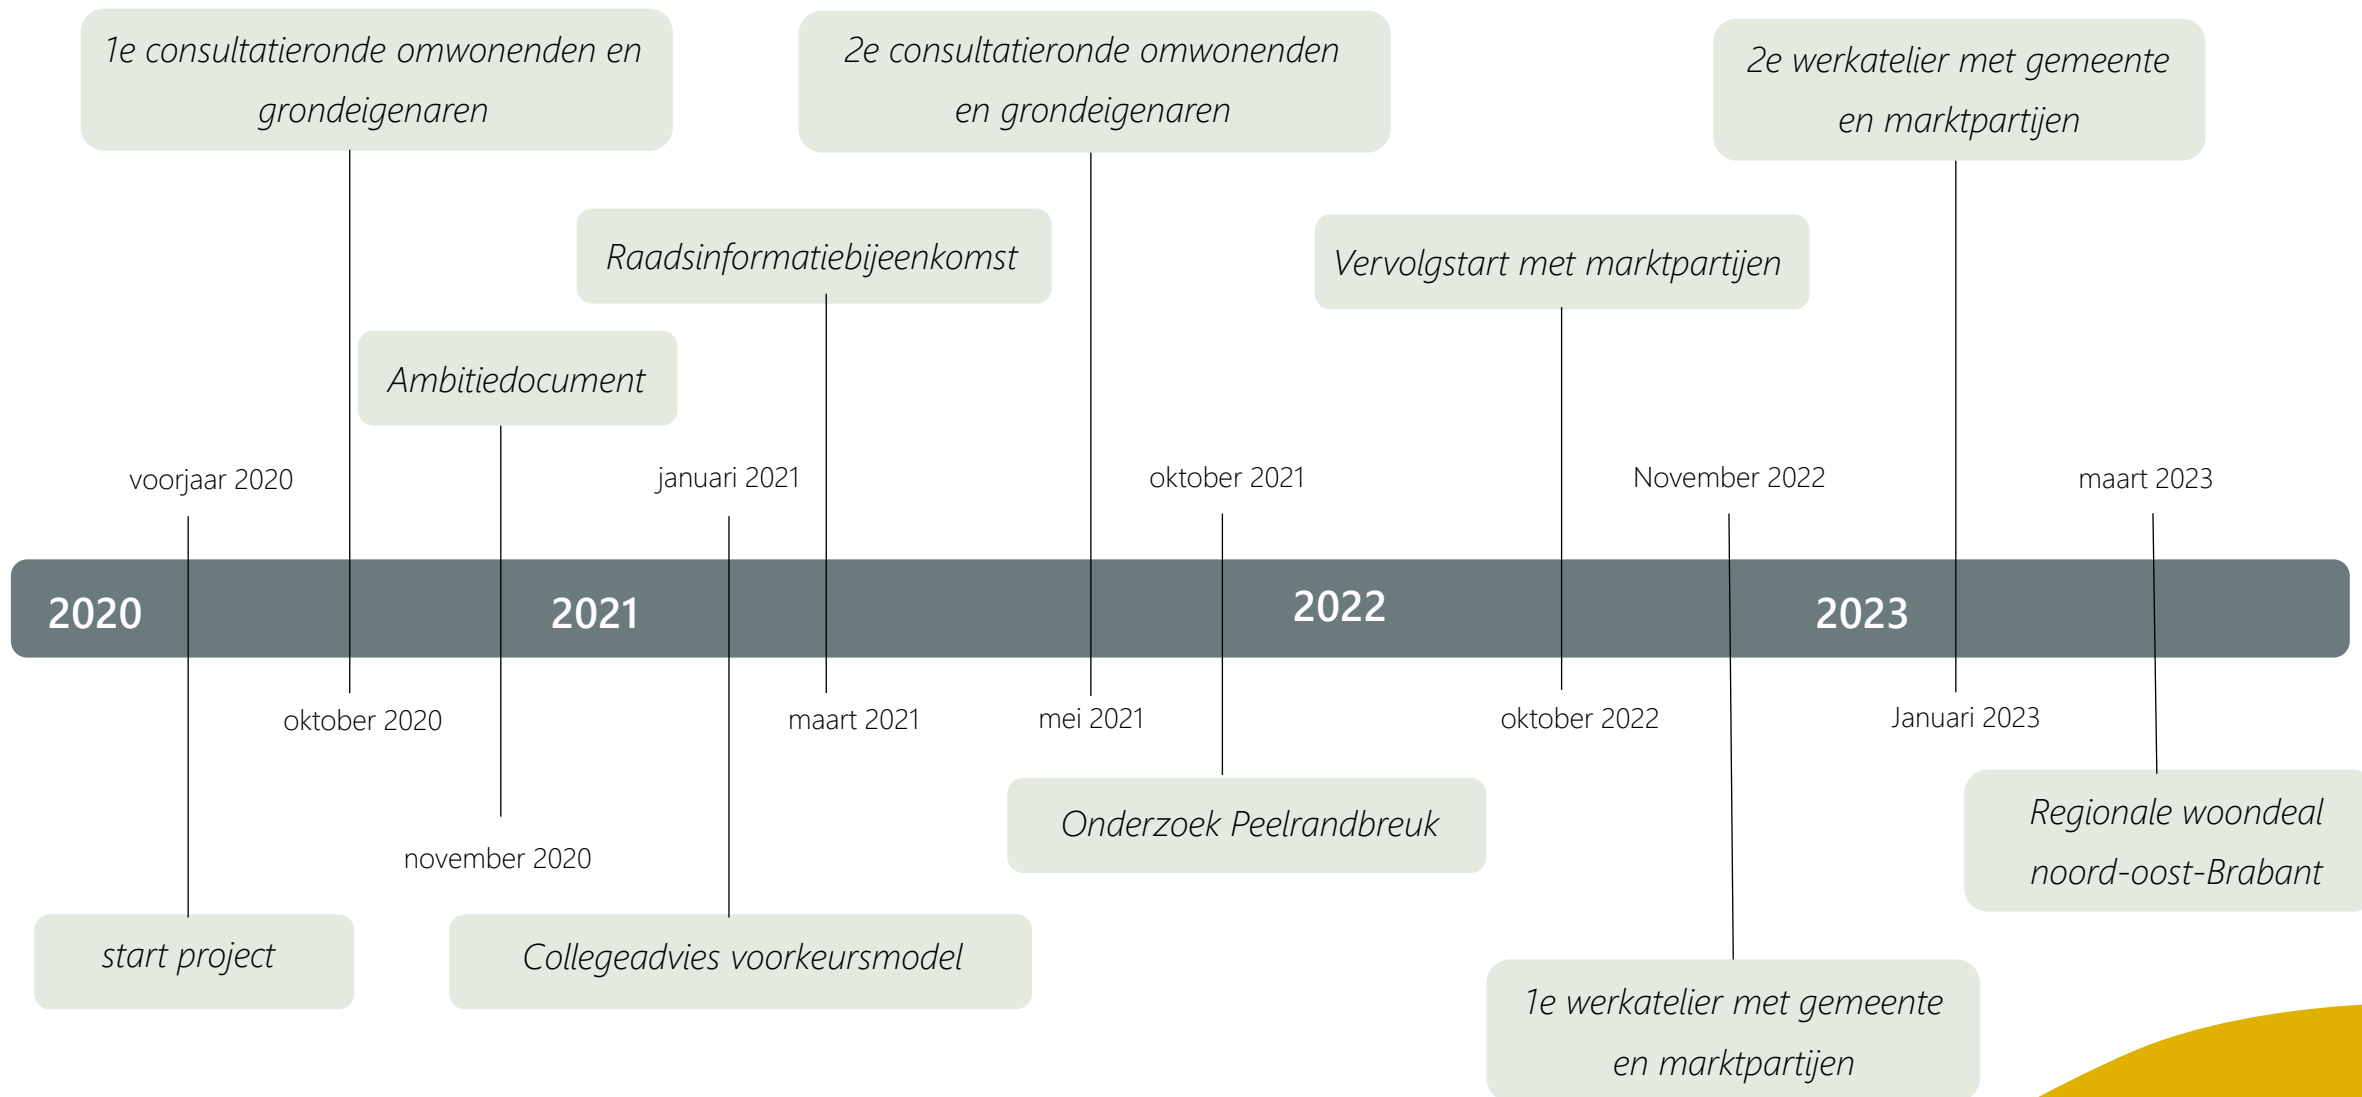 1e consultatieronde omwonenden en
grondeigenaren
2e consultatieronde omwonenden
en grondeigenaren
2e werkatelier met gemeente
en marktpartijen
Raadsinformatiebijeenkomst
Vervolgstart met marktpartijen
Ambitiedocument
voorjaar 2020
januari 2021
oktober 2021
November 2022
maart 2023
2020
2021
2022
2023
oktober 2020
maart 2021
mei 2021
oktober 2022
Januari 2023
november 2020
Onderzoek Peelrandbreuk
Regionale woondeal
noord-oost-Brabant
start project
Collegeadvies voorkeursmodel
1e werkatelier met gemeente
en marktpartijen